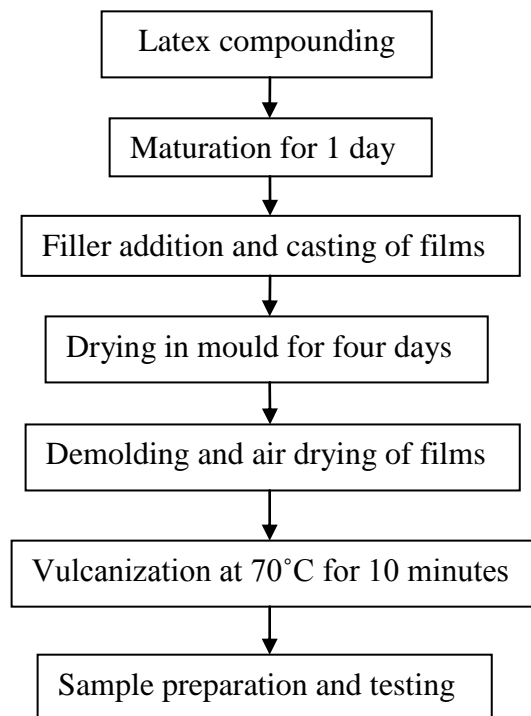 Latex compounding
Maturation for 1 day
Filler addition and casting of films
Drying in mould for four days
Demolding and air drying of films
Vulcanization at 70˚C for 10 minutes
Sample preparation and testing